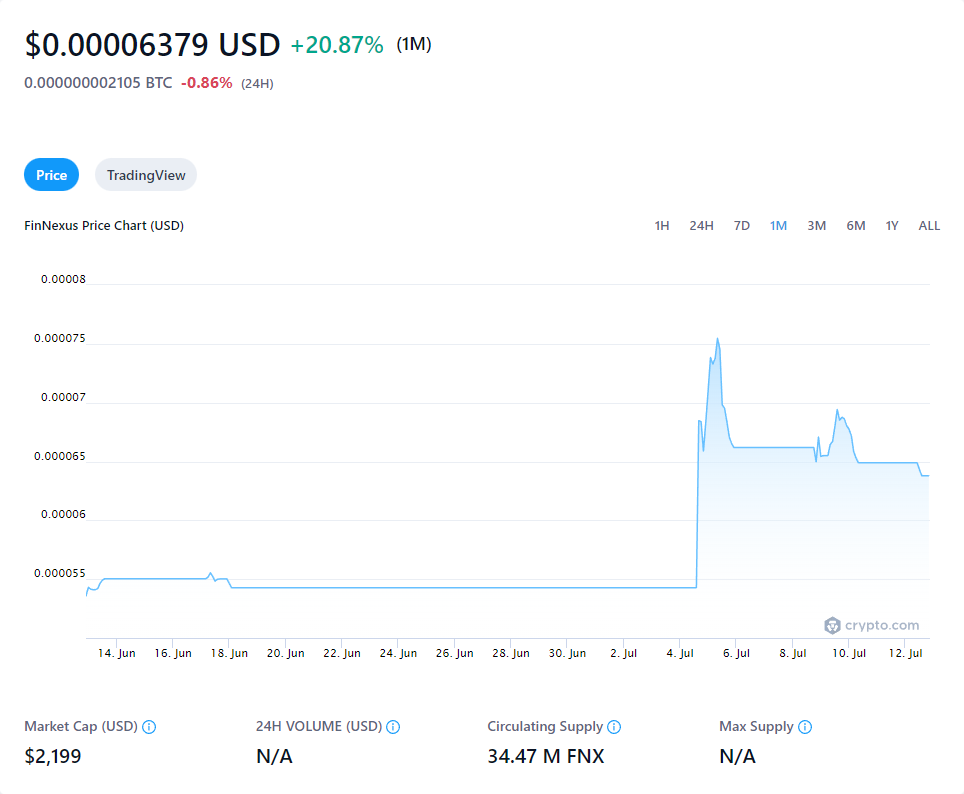 $0.00006379 USD +20.87% (1M)
0.000000002105 BTC -0.86% (24H)
Price TradingView
FinNexus Price Chart (USD) 1H 24H 7D 1M 3M 6M 1Y ALL
0.00008
0.000075
0.00007
0.000065
0.00006
0.000055
crypto.com
14. Jun 16. Jun 18. Jun 20. Jun 22. Jun 24. Jun 26. Jun 28. Jun 30. Jun 2. Jul 4. Jul 6. Jul 8. Jul 10. Jul 12. Jul
Market Cap (USD) 24H VOLUME (USD) Circulating Supply Max Supply
$2,199 N/A 34.47 M FNX N/A